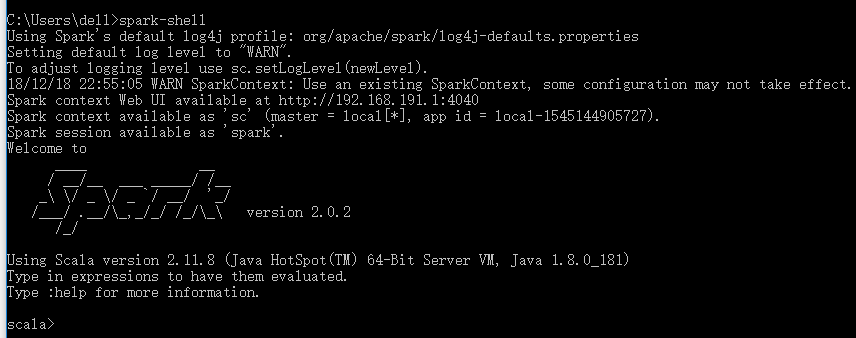 C:\Users\dell>spark-shell
Using Spark's default log4j profile: org/apache/spark/log4j-defaults.properties
Setting default log level to "WARN".
To adjust logging level use sc.setLogLevel(newLevel).
18/12/18 22:55:05 WARN SparkContext: Use an existing SparkContext, some configuration may not take effect.
Spark context Web UI available at http://192.168.191.1:4040
Spark context available as 'sc' (master = local[*], app id = local-1545144905727).
Spark session available as 'spark'.
Welcome to
Spark version 2.0.2
Using Scala version 2.11.8 (Java HotSpot(TM) 64-Bit Server VM, Java 1.8.0_181)
Type in expressions to have them evaluated.
Type :help for more information.
scala>